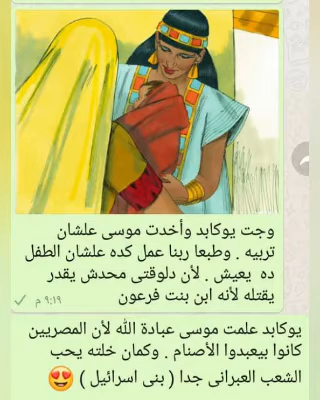 وجت يوكابد وأخدت موسى علشان
تربيه . وطبعا ربنا عمل كده علشان الطفل
ده يعيش . لأن دلوقتى محدش يقدر
يقتله لأنه ابن بنت فرعون
٩:١٩ م
يوكابد علمت موسى عبادة الله لأن المصريين
كانوا بيعبدوا الأصنام . وكمان خلته يحب
الشعب العبرانى جدا ( بنى اسرائيل ) 😍